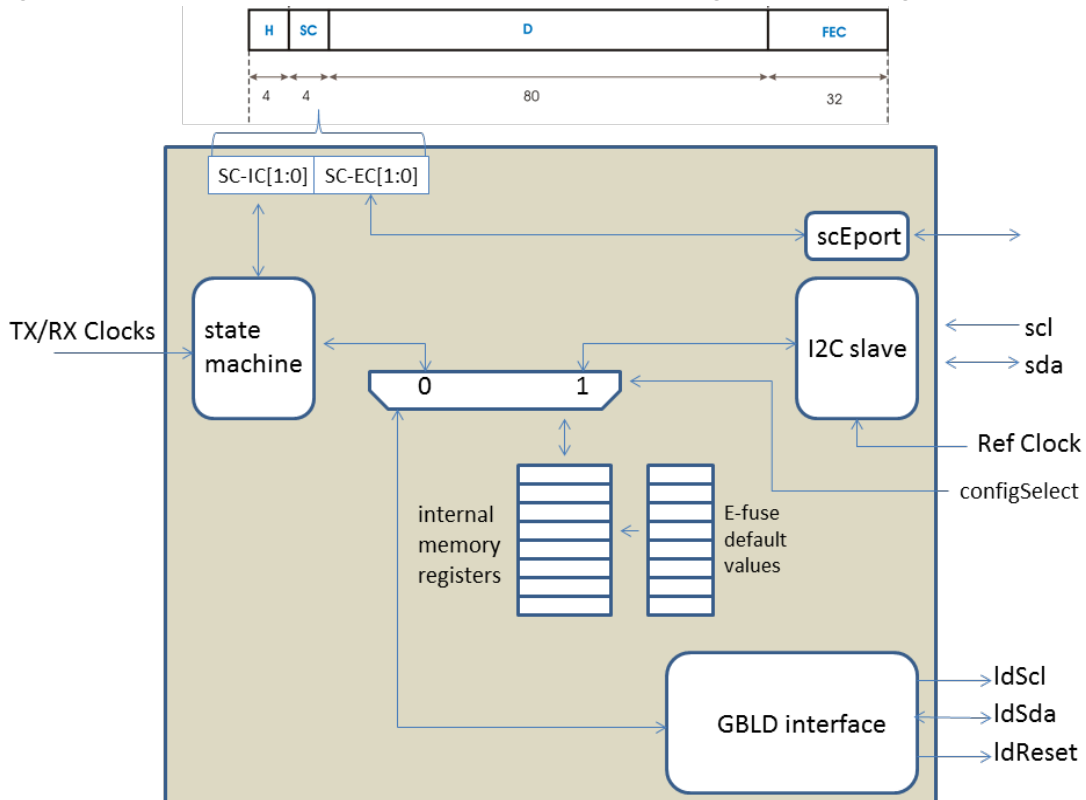 H SC D FEC
4 4 80 32
SC-IC[1:0] SC-EC[1:0]
scEport
TX/RX Clocks
state
machine
I2C slave
scl
sda
0 1
Ref Clock
configSelect
internal
memory
registers
E-fuse
default
values
GBLD interface
ldScl
ldSda
ldReset